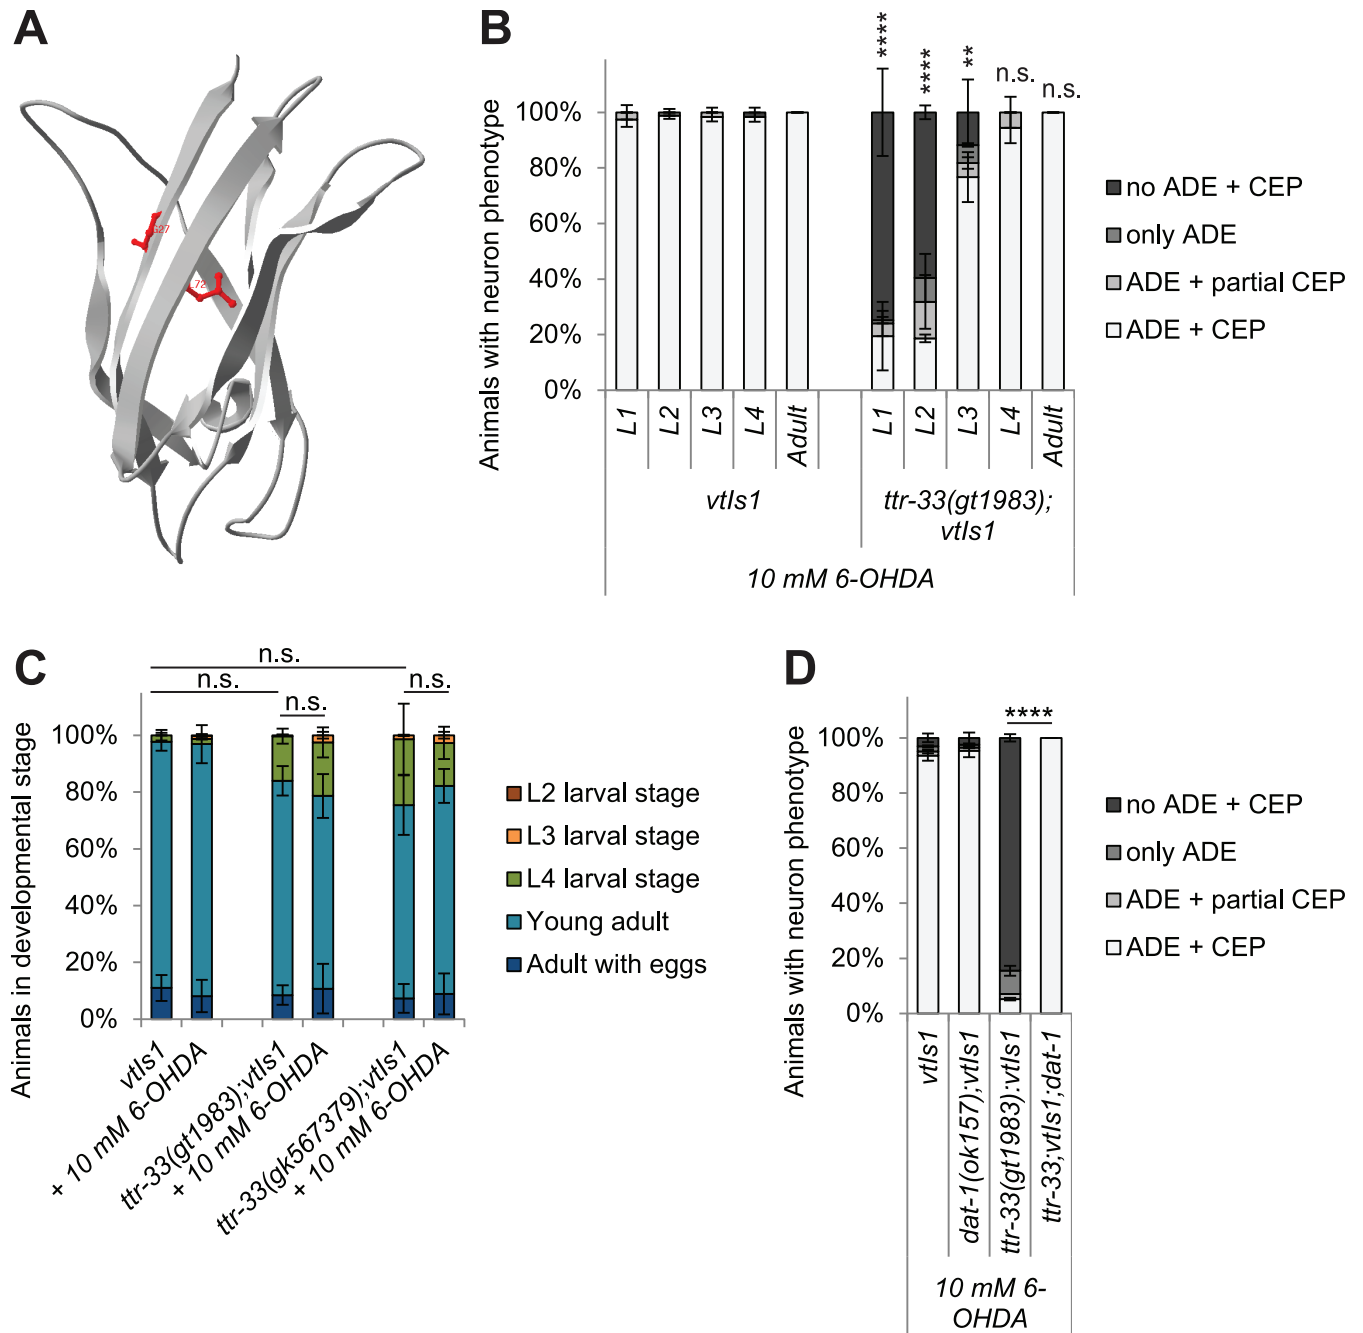 A
G27
L72
B
Animals with neuron phenotype
100%
80%
60%
40%
20%
0%
****
****
**
n.s.
n.s.
L1
L2
L3
L4
Adult
L1
L2
L3
L4
Adult
vtIs1
ttr-33(gt1983);
vtIs1
10 mM 6-OHDA
no ADE + CEP
only ADE
ADE + partial CEP
ADE + CEP
C
Animals in developmental stage
100%
80%
60%
40%
20%
0%
n.s.
n.s.
n.s.
n.s.
vtIs1
+ 10 mM 6-OHDA
ttr-33(gt1983);vtIs1
+ 10 mM 6-OHDA
ttr-33(gk567379);vtIs1
+ 10 mM 6-OHDA
L2 larval stage
L3 larval stage
L4 larval stage
Young adult
Adult with eggs
D
Animals with neuron phenotype
100%
80%
60%
40%
20%
0%
****
vtIs1
dat-1(ok157);vtIs1
ttr-33(gt1983):vtIs1
ttr-33;vtIs1;dat-1
10 mM 6-
OHDA
no ADE + CEP
only ADE
ADE + partial CEP
ADE + CEP